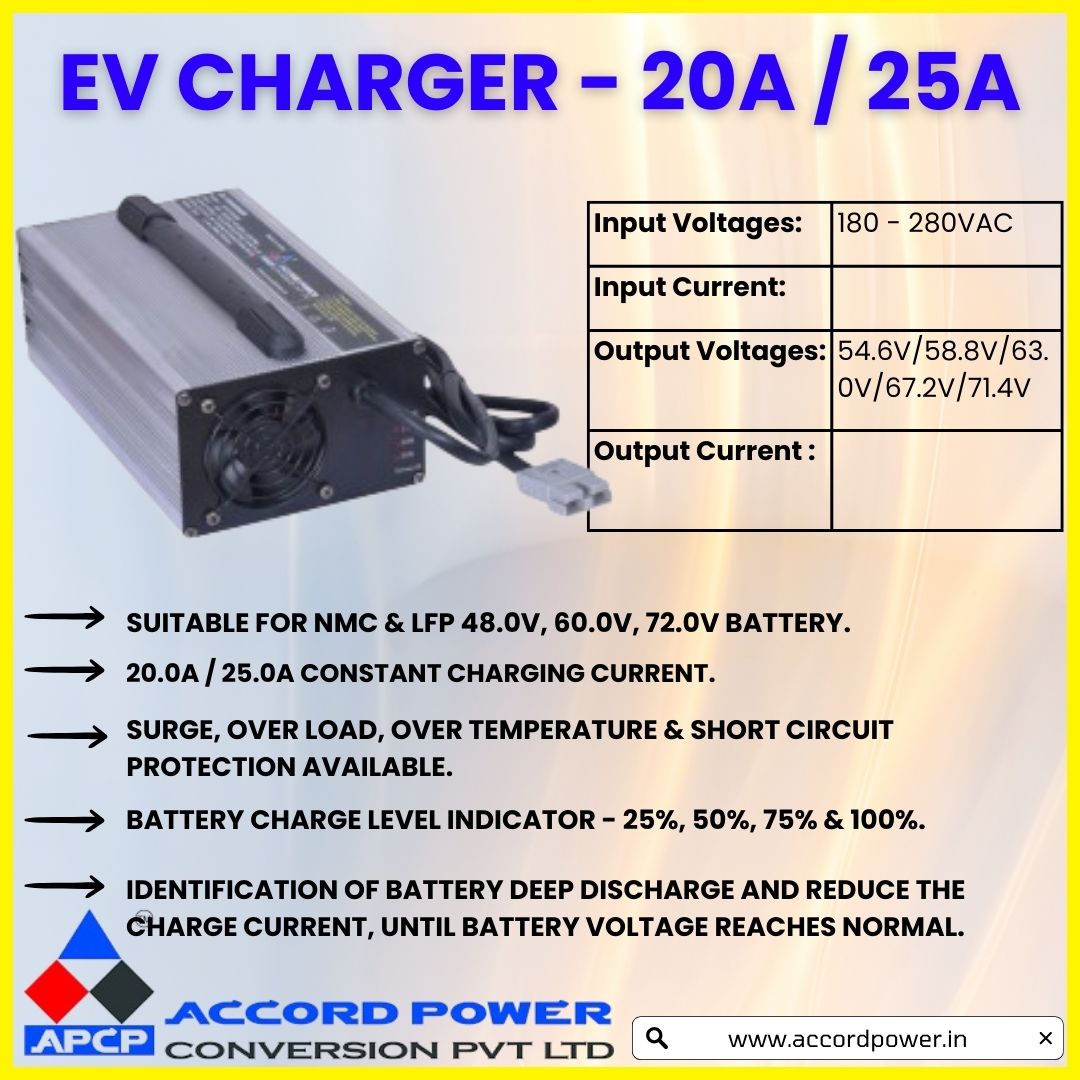 EV CHARGER - 20A / 25A
Input Voltages: 180 - 280VAC
Input Current:
Output Voltages: 54.6V/58.8V/63.
0V/67.2V/71.4V
Output Current :
SUITABLE FOR NMC & LFP 48.0V, 60.0V, 72.0V BATTERY.
20.0A / 25.0A CONSTANT CHARGING CURRENT.
SURGE, OVER LOAD, OVER TEMPERATURE & SHORT CIRCUIT
PROTECTION AVAILABLE.
BATTERY CHARGE LEVEL INDICATOR - 25%, 50%, 75% & 100%.
IDENTIFICATION OF BATTERY DEEP DISCHARGE AND REDUCE THE
CHARGE CURRENT, UNTIL BATTERY VOLTAGE REACHES NORMAL.
APCP
ACCORD POWER
CONVERSION PVT LTD
www.accordpower.in